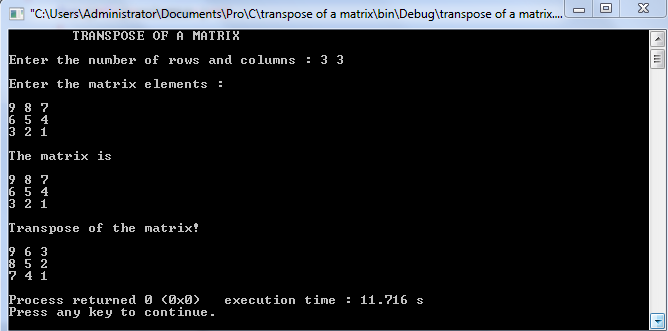 "C:\Users\Administrator\Documents\Pro\C\transpose of a matrix\bin\Debug\transpose of a matrix....
TRANSPOSE OF A MATRIX
Enter the number of rows and columns : 3 3
Enter the matrix elements :
9 8 7
6 5 4
3 2 1
The matrix is
9 8 7
6 5 4
3 2 1
Transpose of the matrix!
9 6 3
8 5 2
7 4 1
Process returned 0 (0x0)   execution time : 11.716 s
Press any key to continue.